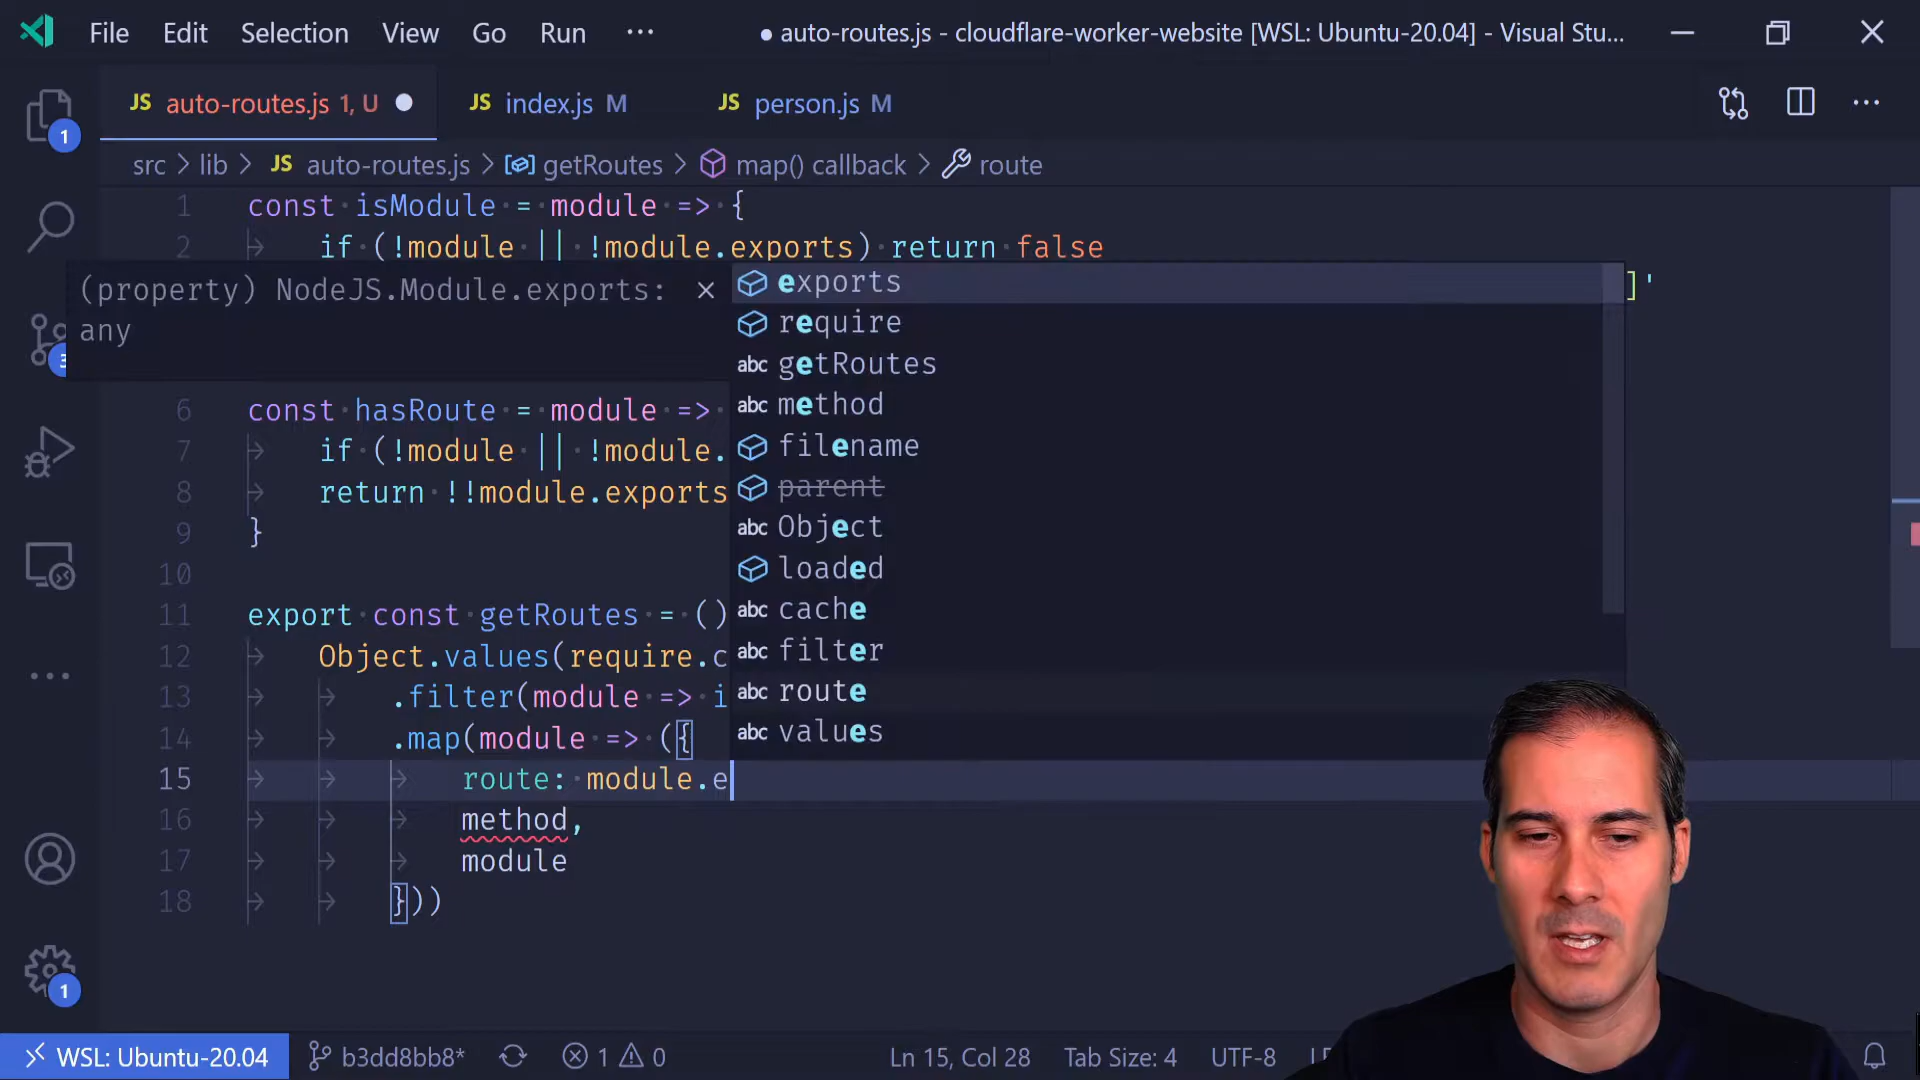 File Edit Selection View Go Run ··· ● auto-routes.js - cloudflare-worker-website [WSL: Ubuntu-20.04] - Visual Stu...
JS auto-routes.js 1, U ● JS index.js M JS person.js M
src > lib > JS auto-routes.js > getRoutes > map() callback > route
1 const isModule = module => {
2 if (!module || !module.exports) return false
(property) NodeJS.Module.exports: ×
any
]'
exports
require
getRoutes
method
filename
parent
Object
loaded
cache
filter
route
values
6 const hasRoute = module =>
7 if (!module || !module.
8 return !!module.exports
9 }
10
11 export const getRoutes = ()
12 Object.values(require.c
13 .filter(module => i
14 .map(module => ({
15 route: module.e
16 method,
17 module
18 }))
1
3
1
WSL: Ubuntu-20.04 b3dd8bb8* 1 0 Ln 15, Col 28 Tab Size: 4 UTF-8